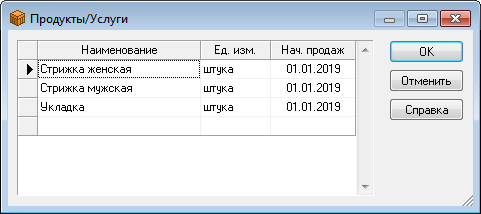 Продукты/Услуги
Наименование Ед. изм. Нач. продаж
Стрижка женская штука 01.01.2019
Стрижка мужская штука 01.01.2019
Укладка штука 01.01.2019
OK
Отменить
Справка